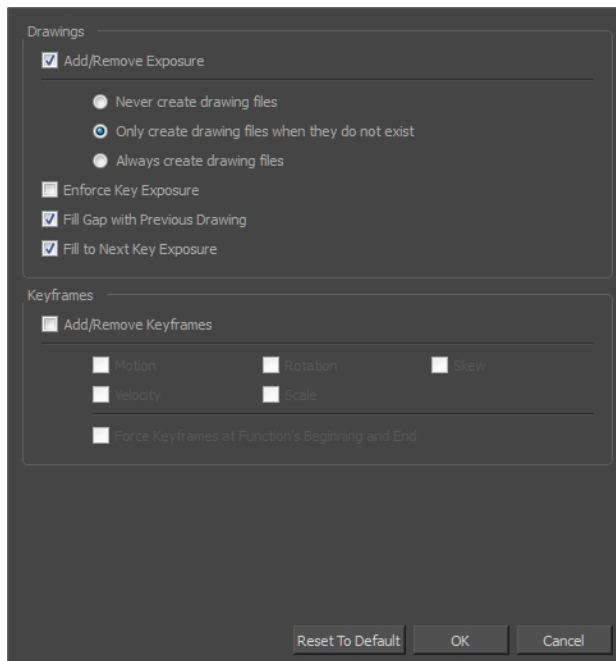 Drawings
Add/Remove Exposure
Never create drawing files
Only create drawing files when they do not exist
Always create drawing files
Enforce Key Exposure
Fill Gap with Previous Drawing
Fill to Next Key Exposure
Keyframes
Add/Remove Keyframes
Motion Rotation Skew
Velocity Scale
Force Keyframes at Function's Beginning and End
Reset To Default OK Cancel